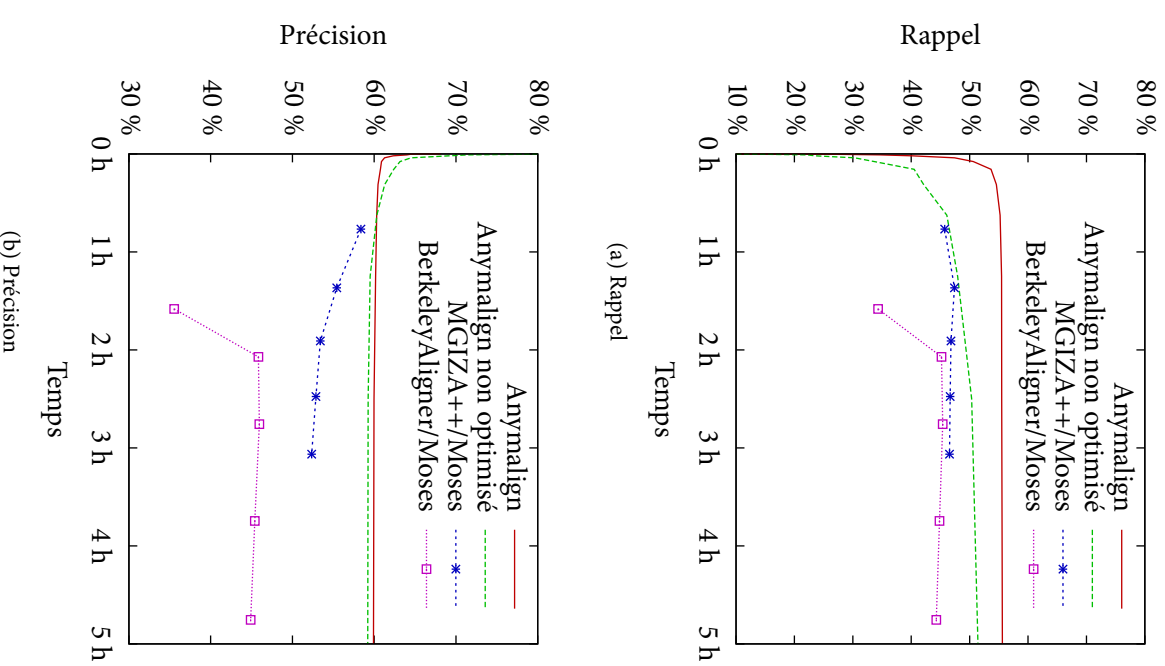 Rappel
80 %
70 %
60 %
50 %
40 %
30 %
20 %
10 %
0 h
1 h
2 h
3 h
4 h
5 h
Temps
Anymalign
Anymalign non optimisé
MGIZA++/Moses
BerkeleyAligner/Moses
(a) Rappel
Précision
80 %
70 %
60 %
50 %
40 %
30 %
0 h
1 h
2 h
3 h
4 h
5 h
Temps
Anymalign
Anymalign non optimisé
MGIZA++/Moses
BerkeleyAligner/Moses
(b) Précision